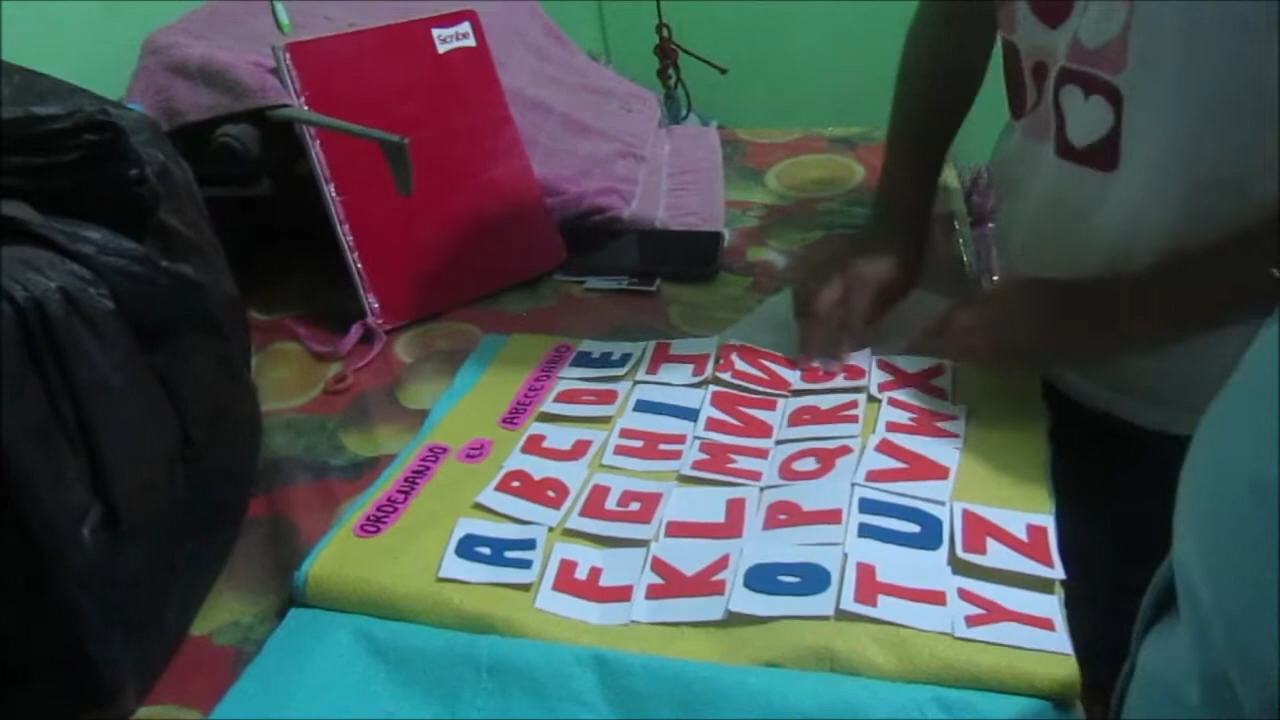 Scribe
ORDENANDO EL ABECEDARIO
A B C D E
F G H I J
K L M N Ñ
O P Q R S
T U V W X
Y Z